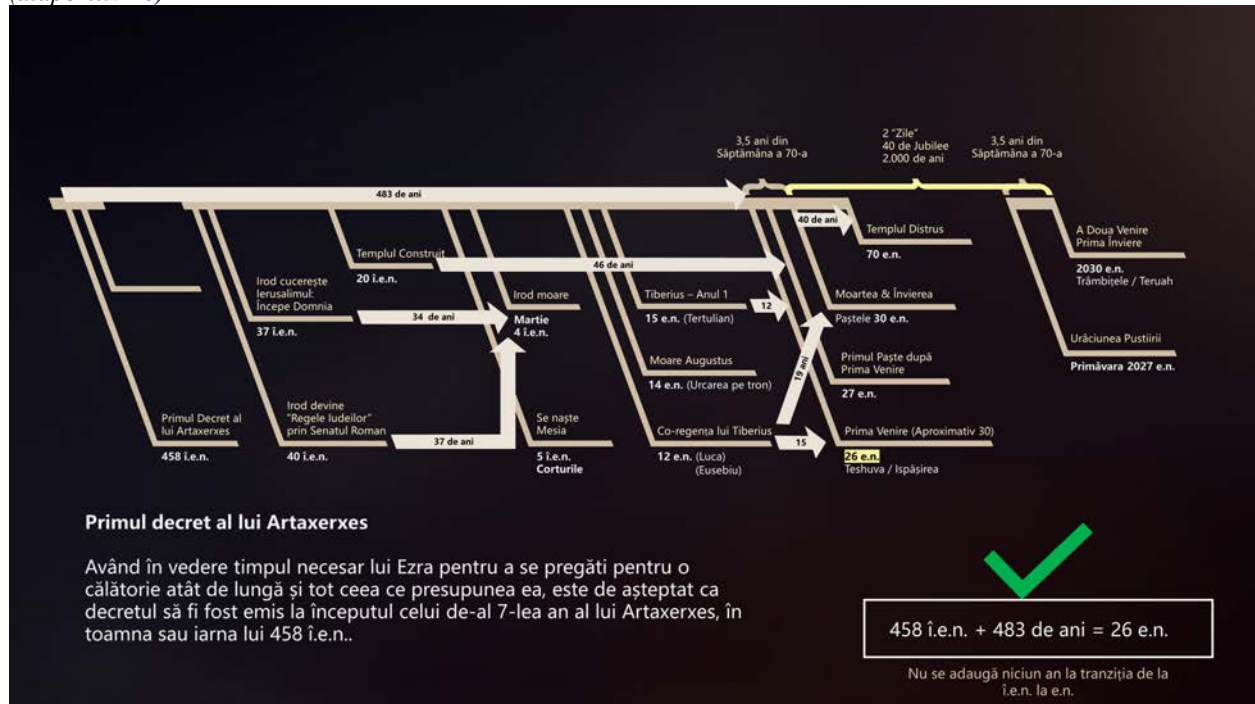 3,5 ani din
Săptămâna a 70-a
2 "Zile"
40 de Jubilee
2.000 de ani
3,5 ani din
Săptămâna a 70-a
483 de ani
40 de ani
Templul Distrus
70 e.n.
A Doua Venire
Prima Înviere
2030 e.n.
Trâmbițele / Teruah
Templul Construit
20 î.e.n.
46 de ani
Irod cucerește
Ierusalimul:
Începe Domnia
37 î.e.n.
34 de ani
Irod moare
Martie
4 î.e.n.
Tiberius – Anul 1
15 e.n. (Tertulian)
12
Moartea & Învierea
Paștele 30 e.n.
Urâciunea Pustiirii
Primăvara 2027 e.n.
Moare Augustus
14 e.n. (Urcarea pe tron)
19 ani
Primul Paște după
Prima Venire
27 e.n.
Primul Decret al
lui Artaxerxes
458 î.e.n.
Irod devine
"Regele Iudeilor"
prin Senatul Roman
40 î.e.n.
37 de ani
Se naște
Mesia
5 î.e.n.
Corturile
Co-regența lui Tiberius
12 e.n. (Luca)
(Eusebiu)
15
Prima Venire (Aproximativ 30)
26 e.n.
Teshuva / Ispășirea
Primul decret al lui Artaxerxes
Având în vedere timpul necesar lui Ezra pentru a se pregăti pentru o
călătorie atât de lungă și tot ceea ce presupunea ea, este de așteptat ca
decretul să fi fost emis la începutul celui de-al 7-lea an al lui Artaxerxes, în
toamna sau iarna lui 458 î.e.n..
458 î.e.n. + 483 de ani = 26 e.n.
Nu se adaugă niciun an la tranziția de la
î.e.n. la e.n.